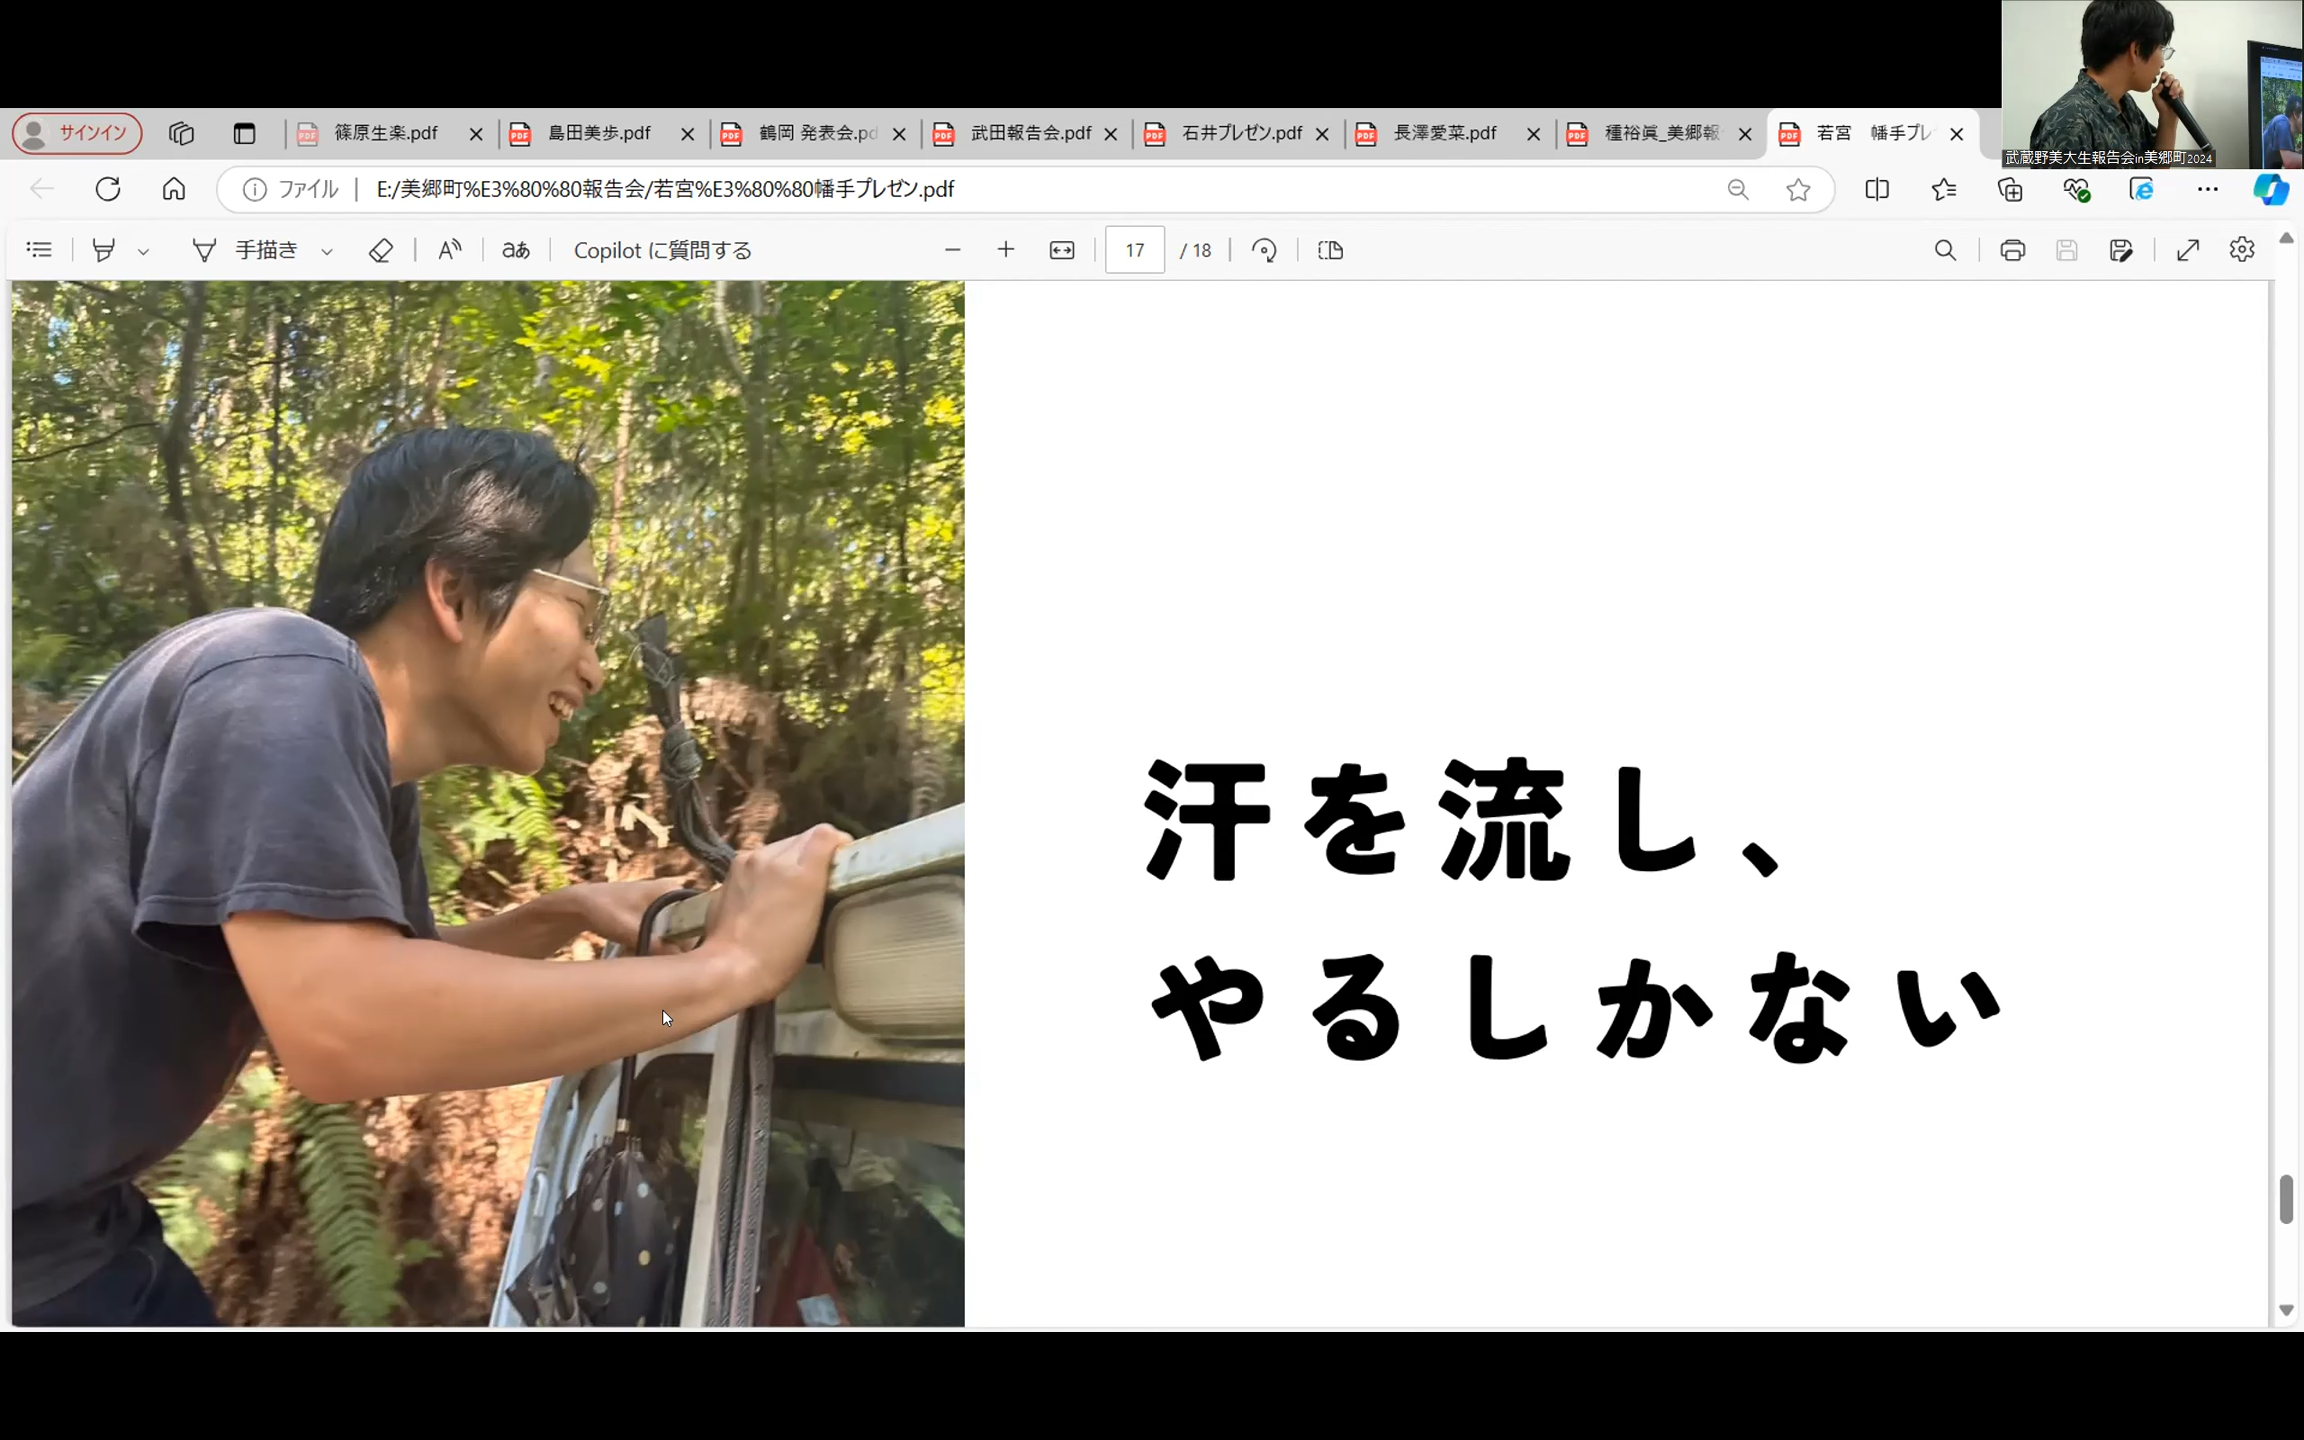 武蔵野美大生報告会in美郷町2024
サインイン
篠原生楽.pdf
島田美歩.pdf
鶴岡 発表会.pd
武田報告会.pdf
石井プレゼン.pdf
長澤愛菜.pdf
種裕眞_美郷報
若宮　幡手プレ
ファイル
E:/美郷町%E3%80%80報告会/若宮%E3%80%80幡手プレゼン.pdf
手描き
aあ
Copilot に質問する
17 / 18
汗を流し、
やるしかない